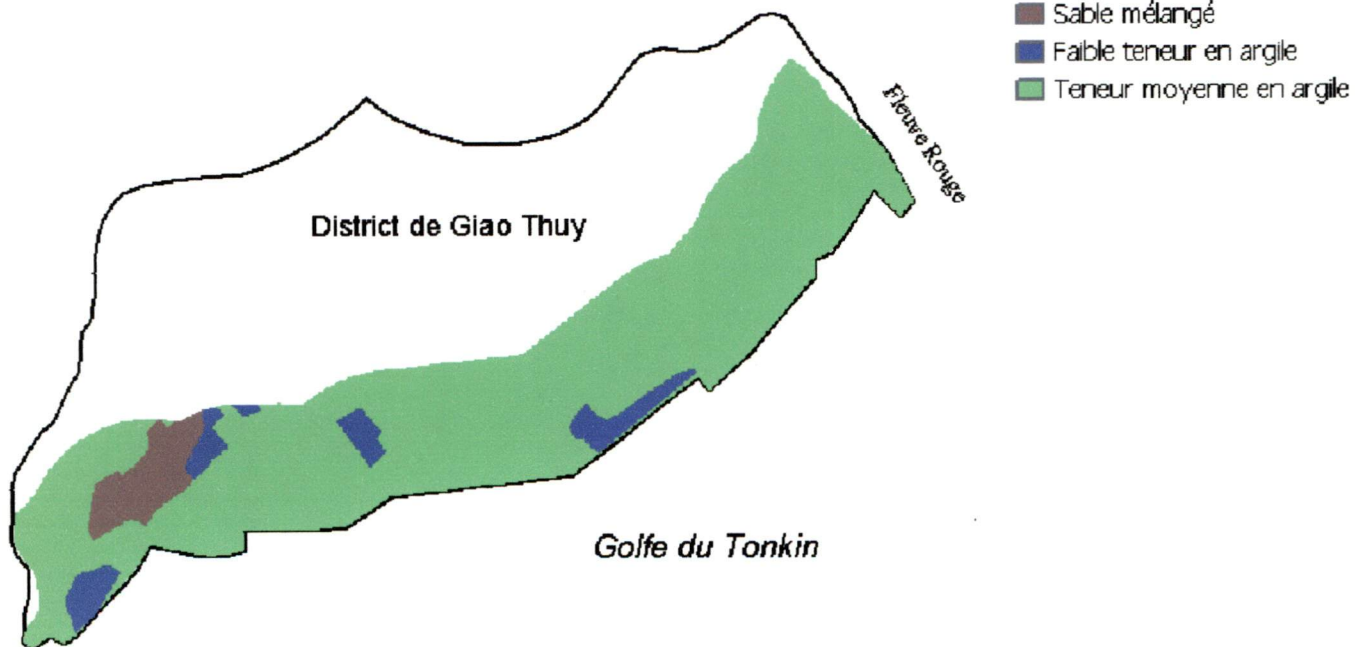 Sable mélangé
Faible teneur en argile
Teneur moyenne en argile
Fleuve Rouge
District de Giao Thuy
Golfe du Tonkin